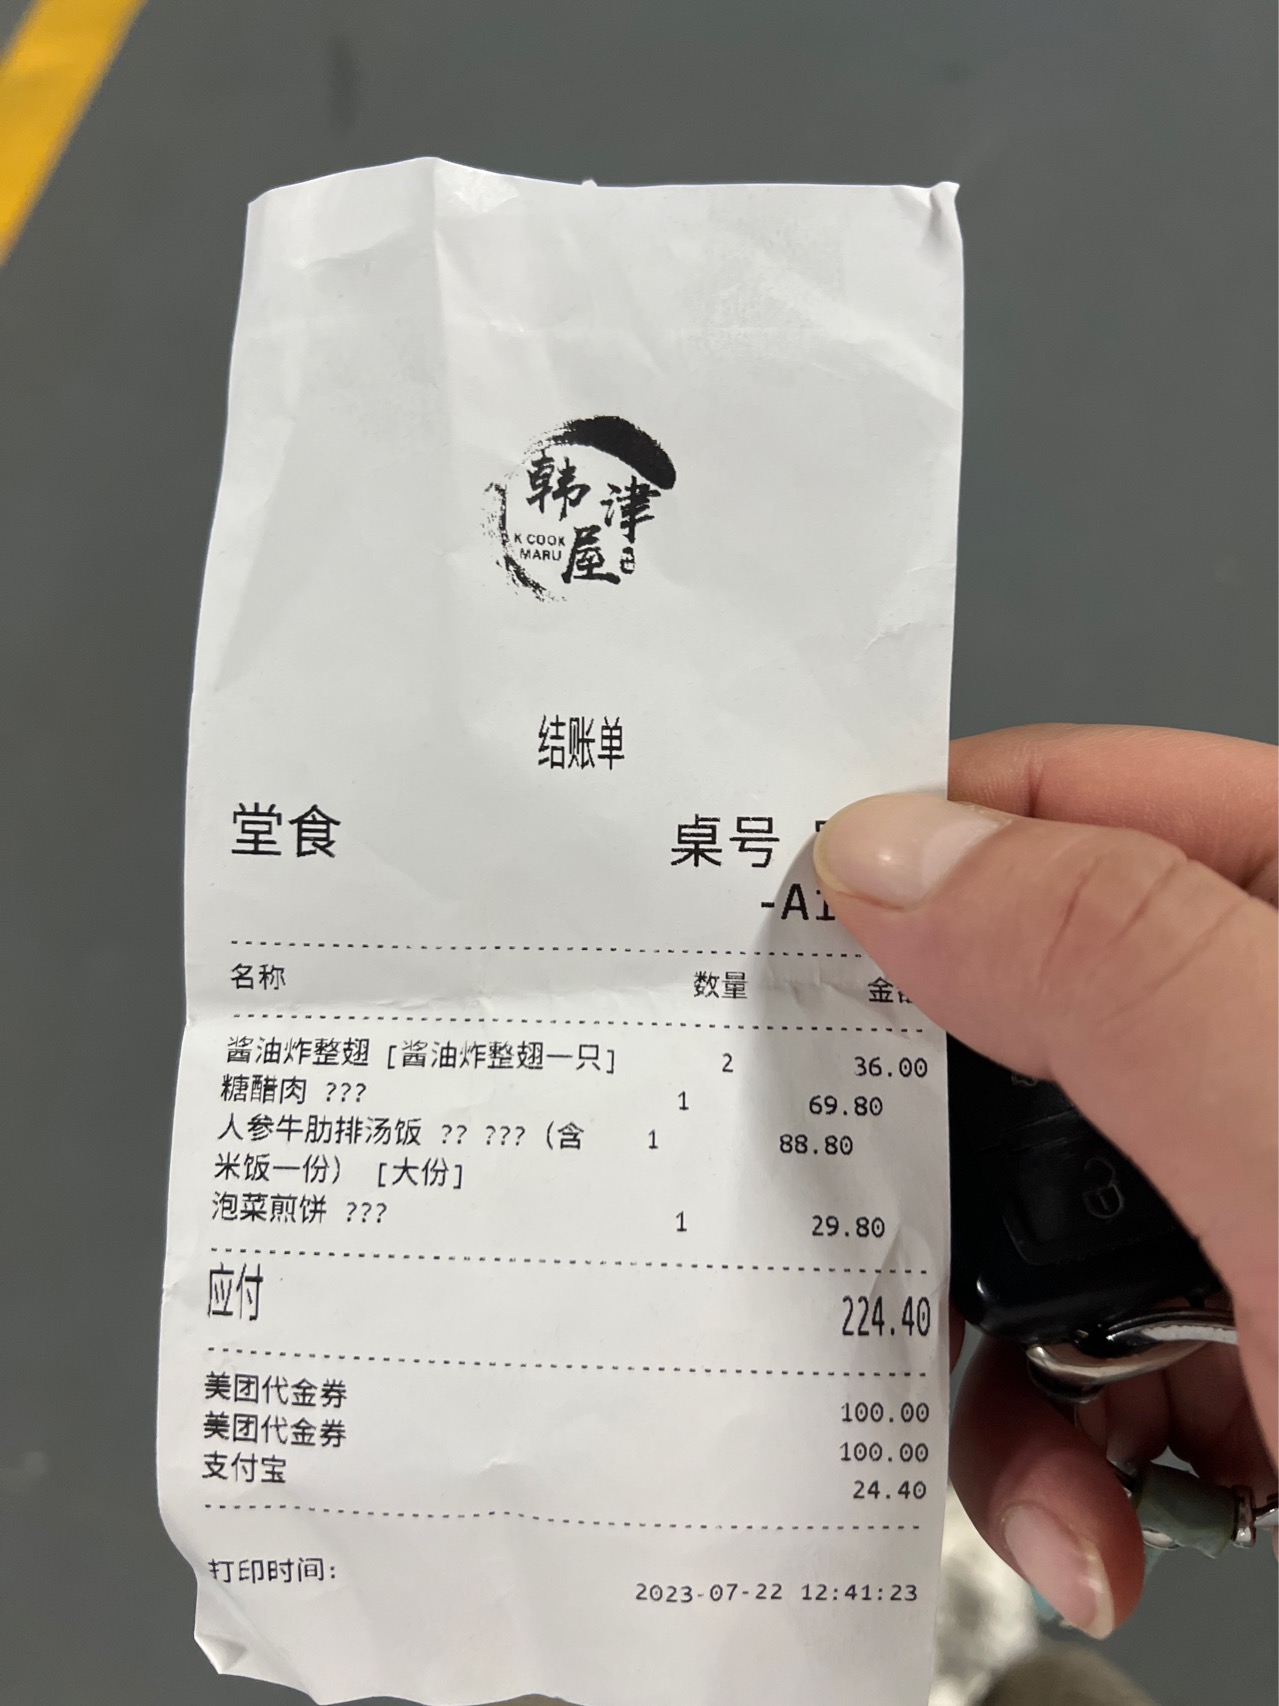 韩津屋
K COOK
MARU
结账单
堂食 桌号
-A1
名称 数量 金额
酱油炸整翅 [酱油炸整翅一只] 2 36.00
糖醋肉 ??? 1 69.80
人参牛肋排汤饭 ?? ???（含 1 88.80
米饭一份） [大份]
泡菜煎饼 ??? 1 29.80
应付 224.40
美团代金券 100.00
美团代金券 100.00
支付宝 24.40
打印时间:
2023-07-22 12:41:23